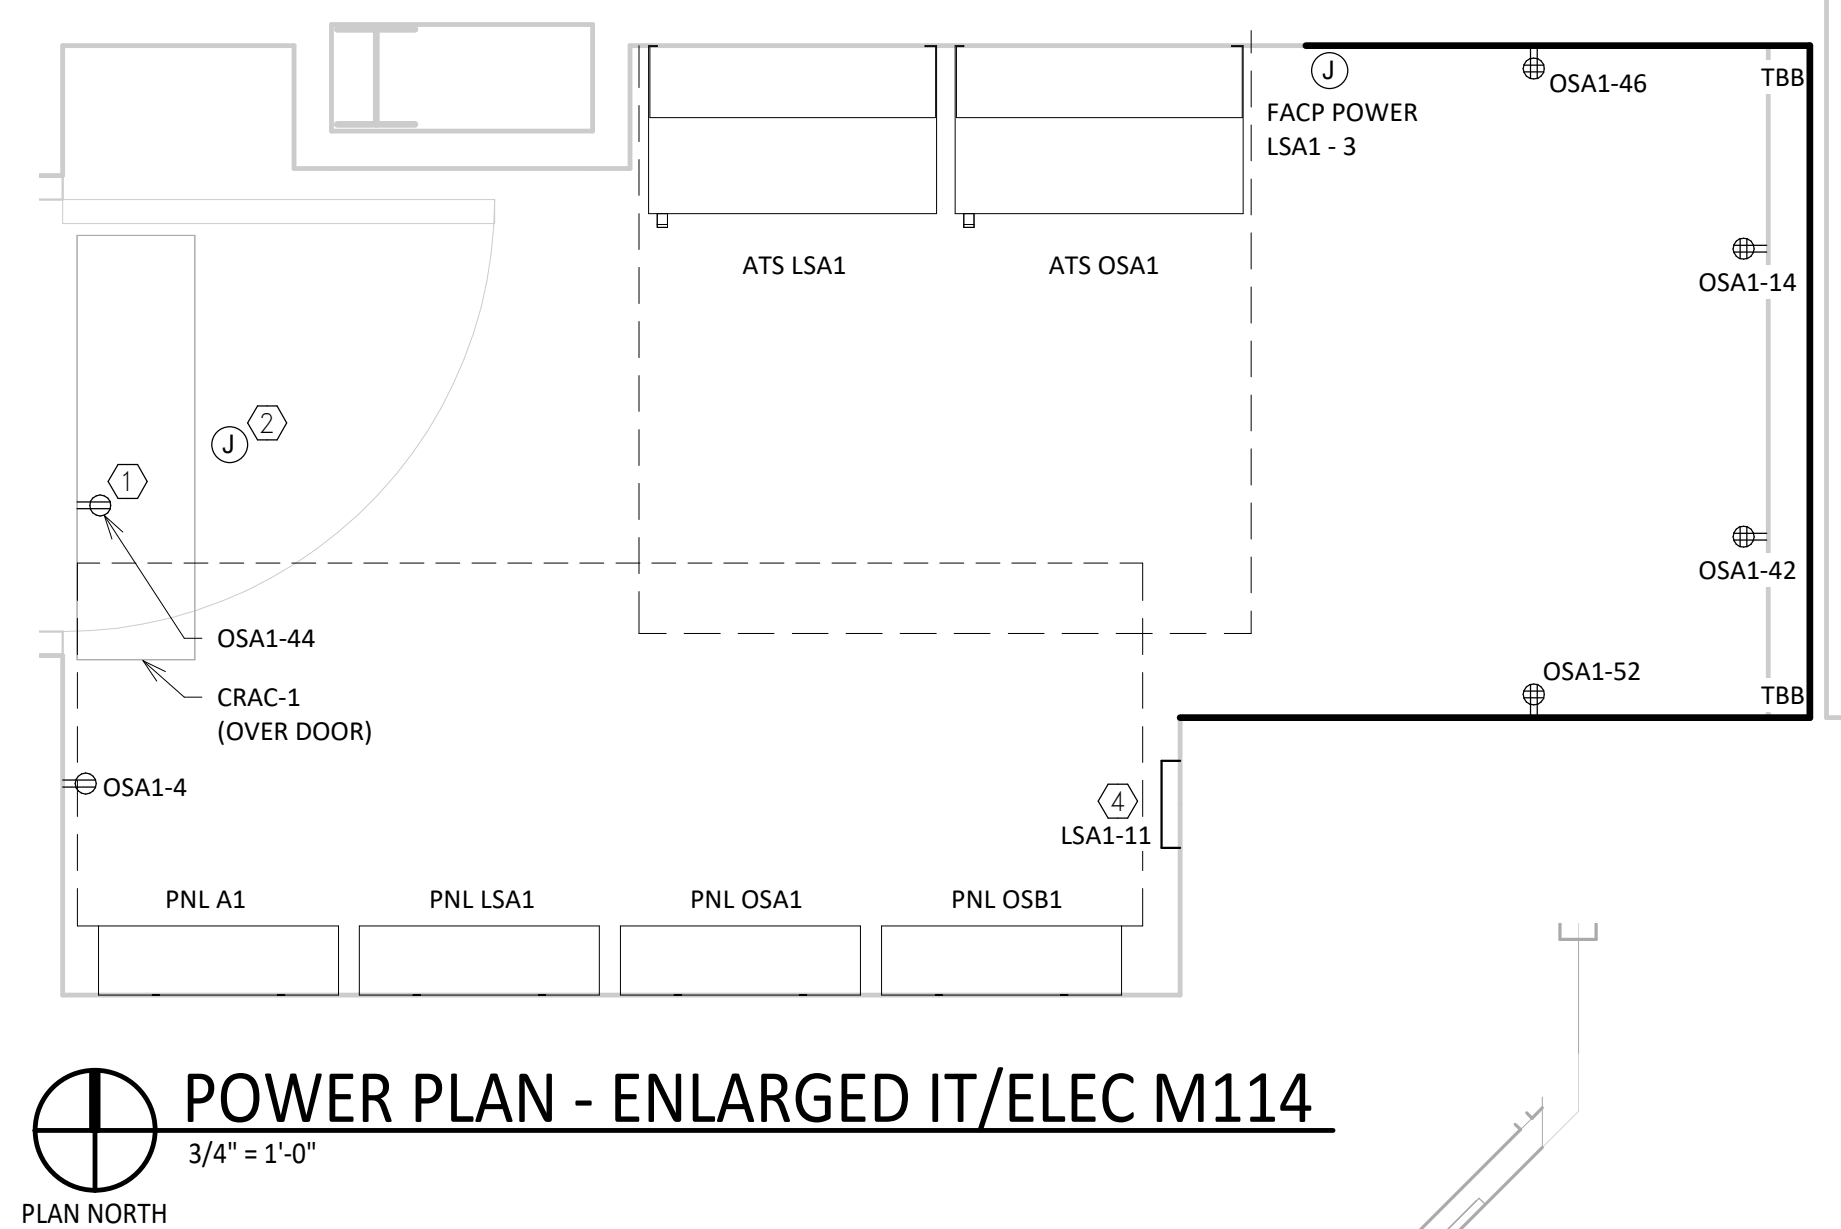 J
OSA1-46
TBB
FACP POWER
LSA1 - 3
ATS LSA1
ATS OSA1
OSA1-14
2
J
1
OSA1-42
OSA1-44
OSA1-52
CRAC-1
(OVER DOOR)
TBB
OSA1-4
4
LSA1-11
PNL A1
PNL LSA1
PNL OSA1
PNL OSB1
POWER PLAN - ENLARGED IT/ELEC M114
3/4" = 1'-0"
PLAN NORTH